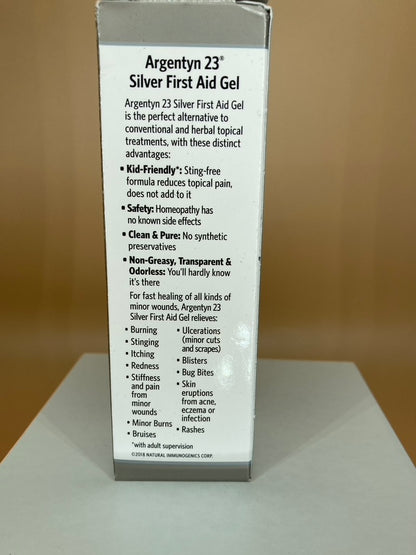 Argentyn 23®
Silver First Aid Gel
Argentyn 23 Silver First Aid Gel
is the perfect alternative to
conventional and herbal topical
treatments, with these distinct
advantages:
• Kid-Friendly*: Sting-free
formula reduces topical pain,
does not add to it
• Safety: Homeopathy has
no known side effects
• Clean & Pure: No synthetic
preservatives
• Non-Greasy, Transparent &
Odorless: You'll hardly know
it's there
For fast healing of all kinds of
minor wounds, Argentyn 23
Silver First Aid Gel relieves:
• Burning
• Stinging
• Itching
• Redness
• Stiffness
and pain
from
minor
wounds
• Minor Burns
• Bruises
• Ulcerations
(minor cuts
and scrapes)
• Blisters
• Bug Bites
• Skin
eruptions
from acne,
eczema or
infection
• Rashes
*with adult supervision
©2018 NATURAL IMMUNOGENICS CORP.